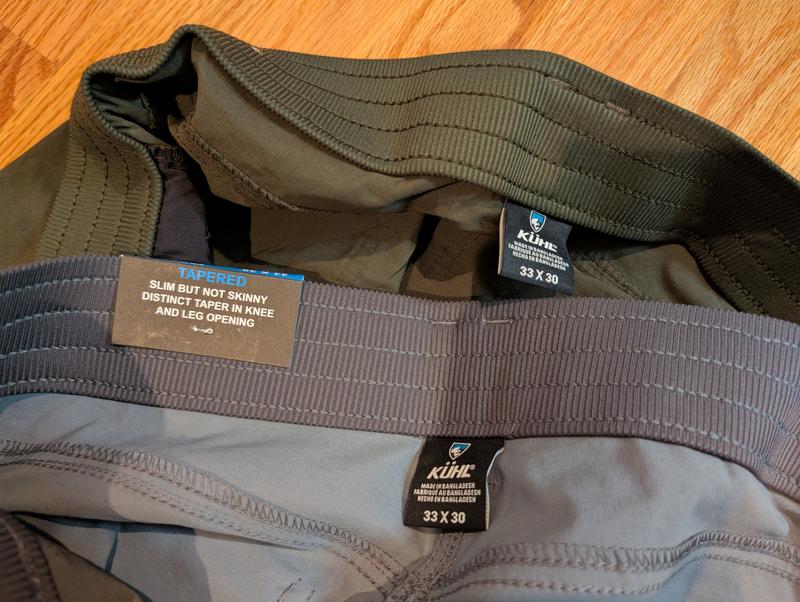 KÜHL
MADE IN BANGLADESH
FABRIQUÉ AU BANGLADESH
HECHO EN BANGLADESH
33 X 30
TAPERED
SLIM BUT NOT SKINNY
DISTINCT TAPER IN KNEE
AND LEG OPENING
KÜHL®
MADE IN BANGLADESH
FABRIQUÉ AU BANGLADESH
HECHO EN BANGLADESH
33 X 30